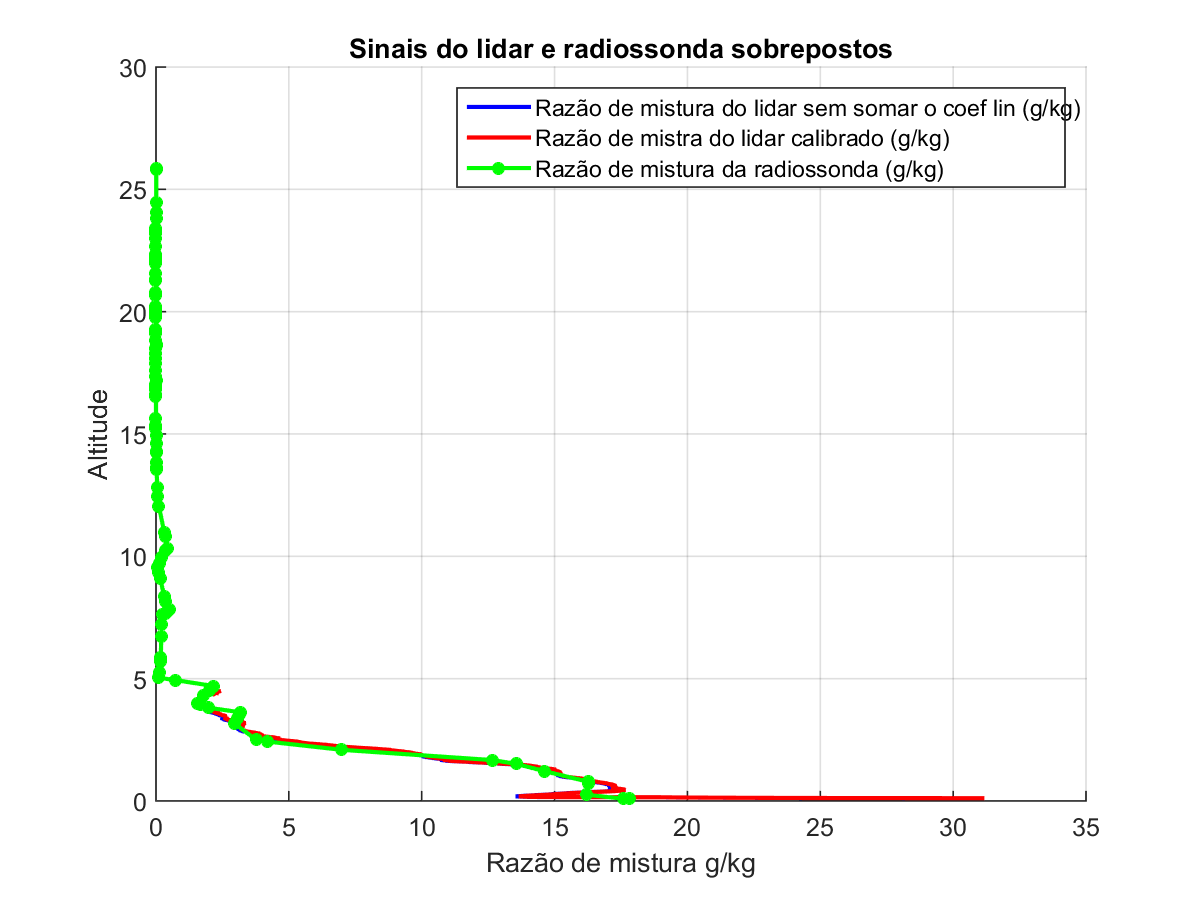 Sinais do lidar e radiossonda sobrepostos
Razão de mistura do lidar sem somar o coef lin (g/kg)
Razão de mistra do lidar calibrado (g/kg)
Razão de mistura da radiossonda (g/kg)
30
25
20
15
10
5
0
Altitude
0 5 10 15 20 25 30 35
Razão de mistura g/kg